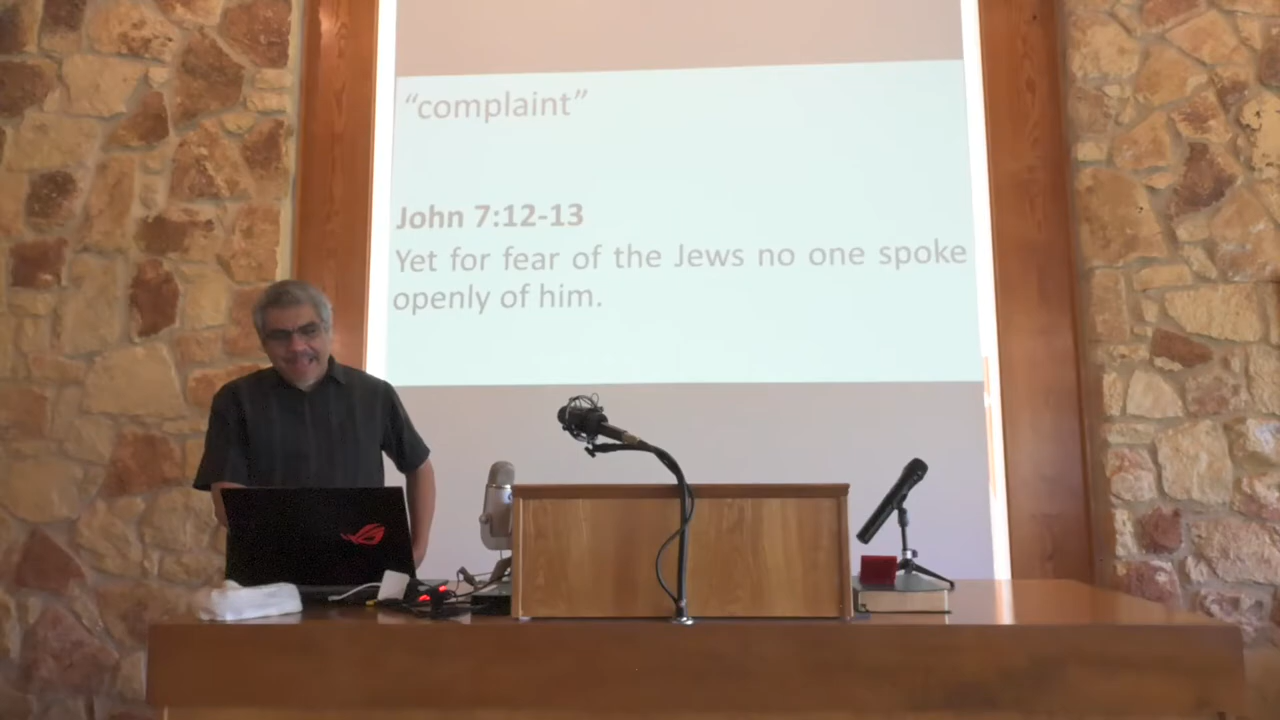 “complaint”
John 7:12-13
Yet for fear of the Jews no one spoke
openly of him.